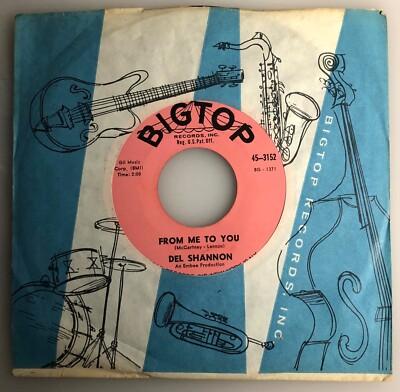 BIGTOP
RECORDS, INC.
Reg. U.S. Pat. Off.
Gil Music
Corp. (BMI)
Time: 2:08
45-3152
BIG - 1371
FROM ME TO YOU
(McCartney - Lennon)
DEL SHANNON
An Embee Production
BIGTOP RECORDS, INC